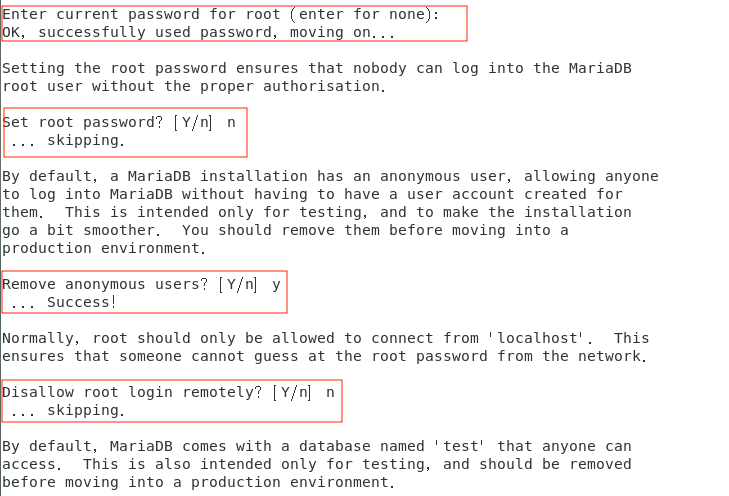 Enter current password for root (enter for none):
OK, successfully used password, moving on...
Setting the root password ensures that nobody can log into the MariaDB
root user without the proper authorisation.
Set root password? [Y/n] n
... skipping.
By default, a MariaDB installation has an anonymous user, allowing anyone
to log into MariaDB without having to have a user account created for
them.  This is intended only for testing, and to make the installation
go a bit smoother.  You should remove them before moving into a
production environment.
Remove anonymous users? [Y/n] y
... Success!
Normally, root should only be allowed to connect from 'localhost'.  This
ensures that someone cannot guess at the root password from the network.
Disallow root login remotely? [Y/n] n
... skipping.
By default, MariaDB comes with a database named 'test' that anyone can
access.  This is also intended only for testing, and should be removed
before moving into a production environment.